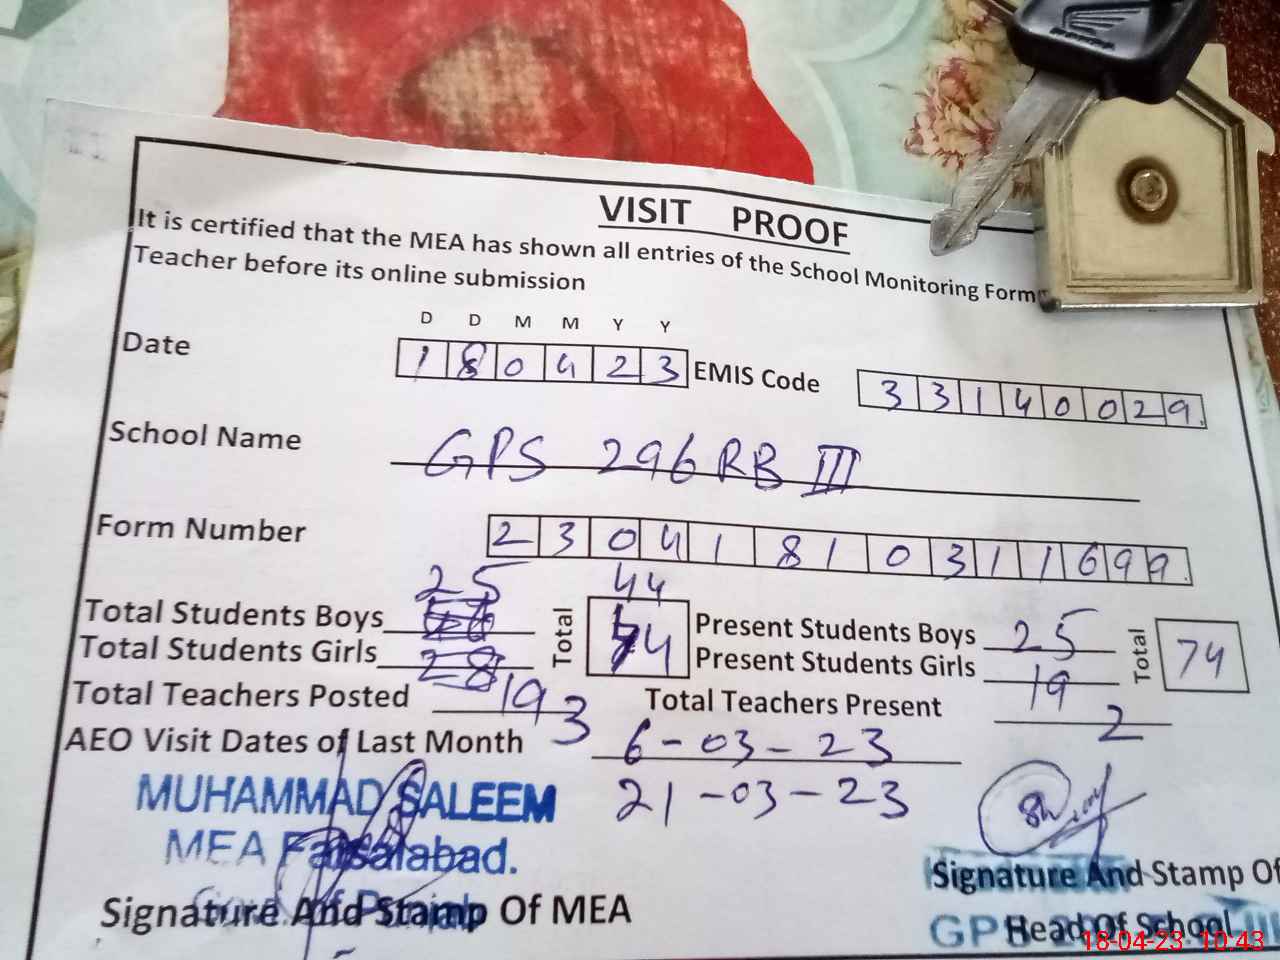 VISIT PROOF
It is certified that the MEA has shown all entries of the School Monitoring Form
Teacher before its online submission
D D M M Y Y
Date 1 8 0 4 2 3 EMIS Code 3 3 1 4 0 0 2 9.
School Name GPS 296 RB III
Form Number 2 3 0 4 1 8 1 0 3 1 1 6 9 9.
25 44
Total Students Boys Total 74 Present Students Boys 25 Total 74
Total Students Girls 28 19 Present Students Girls 19
Total Teachers Posted 3 Total Teachers Present 2
AEO Visit Dates of Last Month 6-03-23
21-03-23
MUHAMMAD SALEEM
MEA Faisalabad.
Signature And Stamp Of MEA
Signature And Stamp Of
Head Of School
18-04-23 10:43